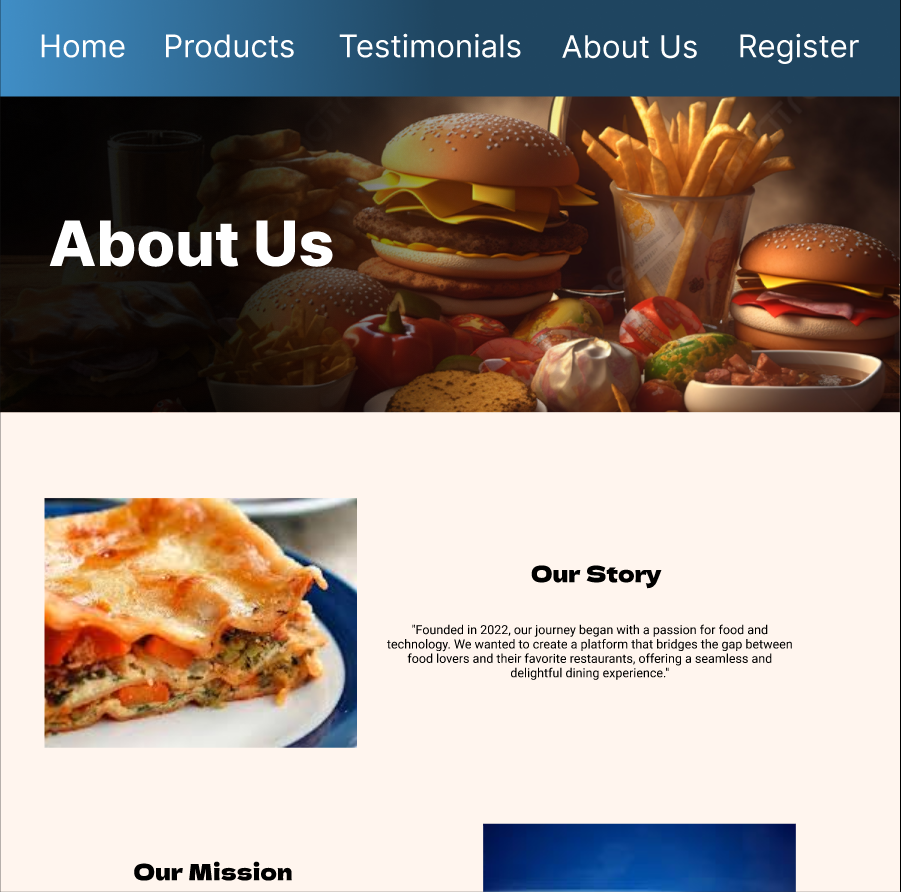 Home Products Testimonials About Us Register
About Us
Our Story
"Founded in 2022, our journey began with a passion for food and
technology. We wanted to create a platform that bridges the gap between
food lovers and their favorite restaurants, offering a seamless and
delightful dining experience."
Our Mission